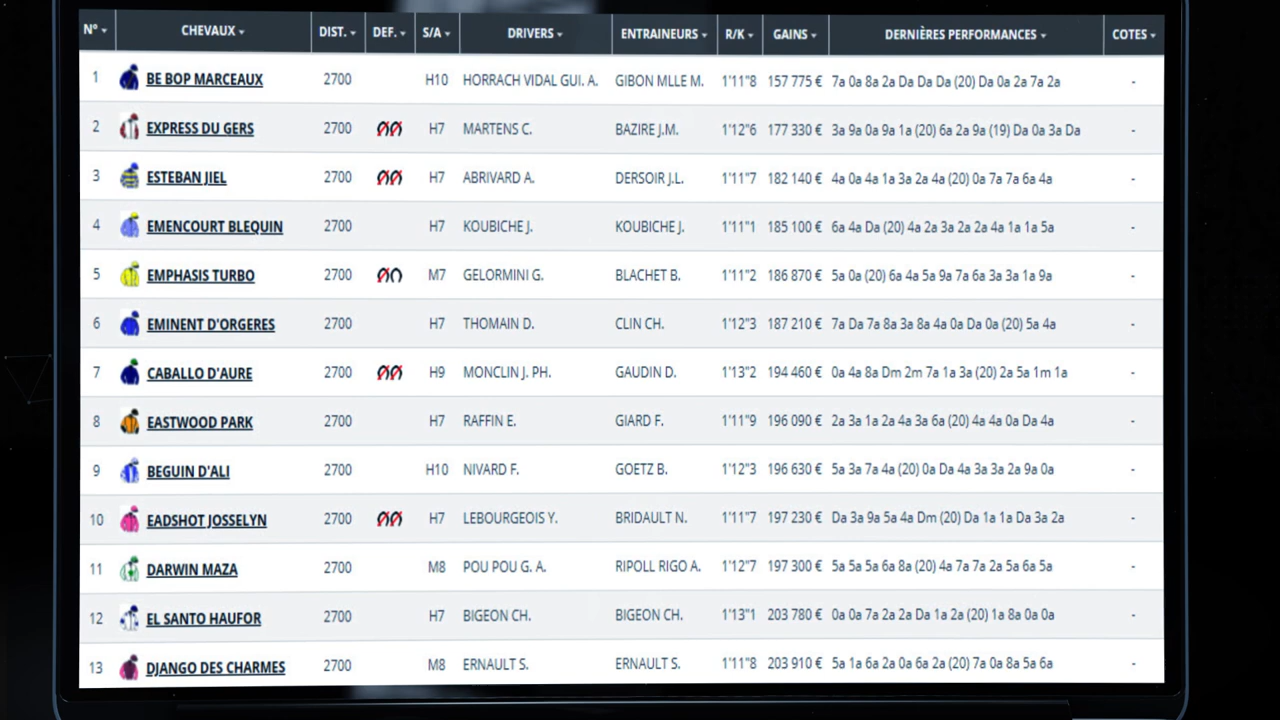 N° CHEVAUX DIST. DEF. S/A DRIVERS ENTRAINEURS R/K GAINS DERNIÈRES PERFORMANCES COTES
1 BE BOP MARCEAUX 2700 H10 HORRACH VIDAL GUI. A. GIBON MLLE M. 1'11"8 157 775 € 7a 0a 8a 2a Da Da Da (20) Da 0a 2a 7a 2a -
2 EXPRESS DU GERS 2700 H7 MARTENS C. BAZIRE J.M. 1'12"6 177 330 € 3a 9a 0a 9a 1a (20) 6a 2a 9a (19) Da 0a 3a Da -
3 ESTEBAN JIEL 2700 H7 ABRIVARD A. DERSOIR J.L. 1'11"7 182 140 € 4a 0a 4a 1a 3a 2a 4a (20) 0a 7a 7a 6a 4a -
4 EMENCOURT BLEQUIN 2700 H7 KOUBICHE J. KOUBICHE J. 1'11"1 185 100 € 6a 4a Da (20) 4a 2a 3a 2a 2a 4a 1a 1a 5a -
5 EMPHASIS TURBO 2700 M7 GELORMINI G. BLACHET B. 1'11"2 186 870 € 5a 0a (20) 6a 4a 5a 9a 7a 6a 3a 3a 1a 9a -
6 EMINENT D'ORGERES 2700 H7 THOMAIN D. CLIN CH. 1'12"3 187 210 € 7a Da 7a 8a 3a 8a 4a 0a Da 0a (20) 5a 4a -
7 CABALLO D'AURE 2700 H9 MONCLIN J. PH. GAUDIN D. 1'13"2 194 460 € 0a 4a 8a Dm 2m 7a 1a 3a (20) 2a 5a 1m 1a -
8 EASTWOOD PARK 2700 H7 RAFFIN E. GIARD F. 1'11"9 196 090 € 2a 3a 1a 2a 4a 3a 6a (20) 4a 4a 0a Da 4a -
9 BEGUIN D'ALI 2700 H10 NIVARD F. GOETZ B. 1'12"3 196 630 € 5a 3a 7a 4a (20) 0a Da 4a 3a 3a 2a 9a 0a -
10 EADSHOT JOSSELYN 2700 H7 LEBOURGEOIS Y. BRIDAULT N. 1'11"7 197 230 € Da 3a 9a 5a 4a Dm (20) Da 1a 1a Da 3a 2a -
11 DARWIN MAZA 2700 M8 POU POU G. A. RIPOLL RIGO A. 1'12"7 197 300 € 5a 5a 5a 6a 8a (20) 4a 7a 7a 2a 5a 6a 5a -
12 EL SANTO HAUFOR 2700 H7 BIGEON CH. BIGEON CH. 1'13"1 203 780 € 0a 0a 7a 2a 2a Da 1a 2a (20) 1a 8a 0a 0a -
13 DJANGO DES CHARMES 2700 M8 ERNAULT S. ERNAULT S. 1'11"8 203 910 € 5a 1a 6a 2a 0a 6a 2a (20) 7a 0a 8a 5a 6a -